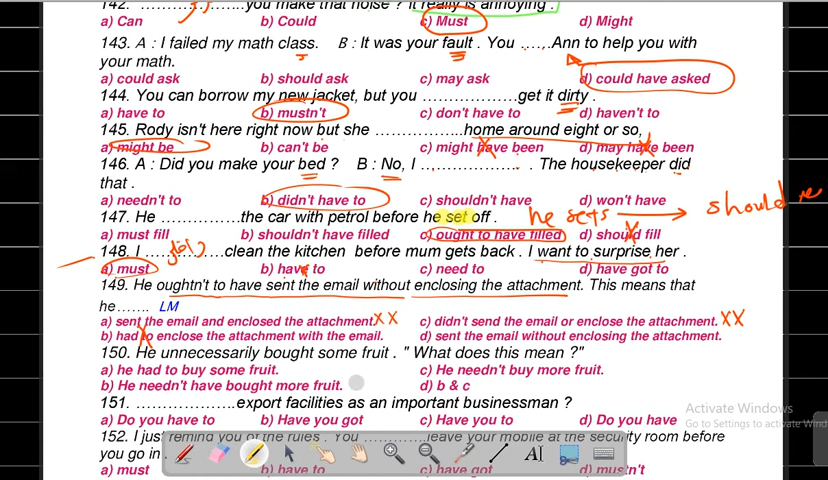 142. ………………you make that noise ? It really is annoying .
a) Can b) Could c) Must d) Might
143. A : I failed my math class. B : It was your fault . You ……Ann to help you with
your math.
a) could ask b) should ask c) may ask d) could have asked
144. You can borrow my new jacket, but you ………………get it dirty .
a) have to b) mustn't c) don't have to d) haven't to
145. Rody isn't here right now but she ………………home around eight or so,
a) might be b) can't be c) might have been d) may have been
146. A : Did you make your bed ? B : No, I ………………… . The housekeeper did
that .
a) needn't to b) didn't have to c) shouldn't have d) won't have
147. He ……………the car with petrol before he set off . he sets should
a) must fill b) shouldn't have filled c) ought to have filled d) should fill
148. I ……………clean the kitchen before mum gets back . I want to surprise her .
a) must b) have to c) need to d) have got to
149. He oughtn't to have sent the email without enclosing the attachment. This means that
he……. LM
a) sent the email and enclosed the attachment. XX c) didn't send the email or enclose the attachment. XX
b) had to enclose the attachment with the email. d) sent the email without enclosing the attachment.
150. He unnecessarily bought some fruit . " What does this mean ?"
a) he had to buy some fruit. c) He needn't buy more fruit.
b) He needn't have bought more fruit. d) b & c
151. ………………..export facilities as an important businessman ?
a) Do you have to b) Have you got c) Have you to d) Do you have
152. I just remind you of the rules . You …………leave your mobile at the security room before
you go in .
a) must b) have to c) have got d) mustn't
Activate Windows
Go to Settings to activate Wind